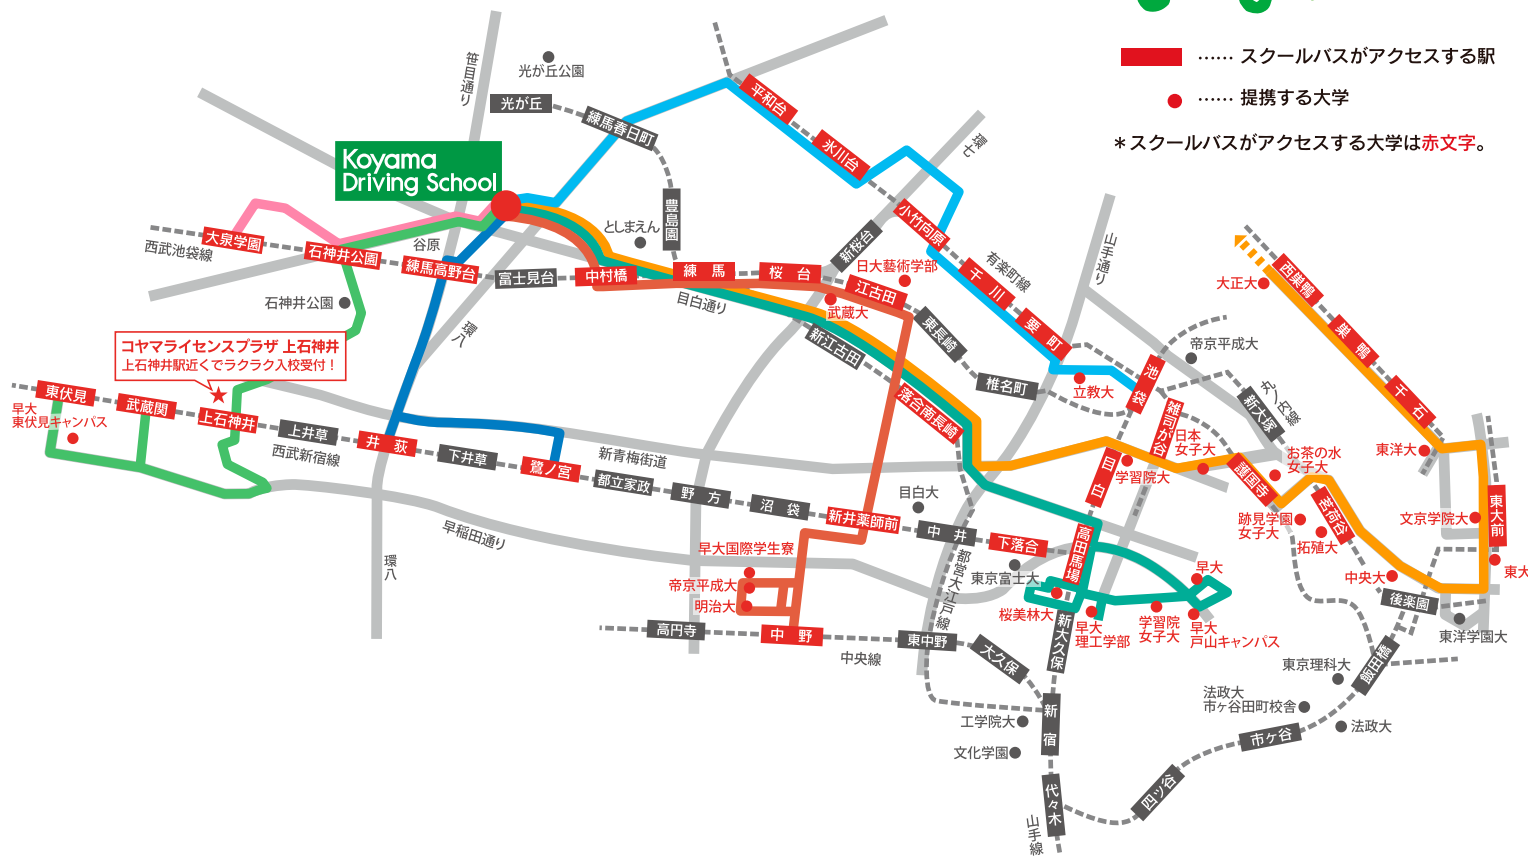 …… スクールバスがアクセスする駅
…… 提携する大学
＊スクールバスがアクセスする大学は赤文字。
笹目通り
光が丘公園
光が丘
練馬春日町
豊島園
としまえん
Koyama
Driving School
平和台
氷川台
環七
小竹向原
新桜台
有楽町線
千川
要町
山手通り
大泉学園
西武池袋線
石神井公園
谷原
練馬高野台
富士見台
中村橋
練馬
桜台
日大藝術学部
江古田
武蔵大
目白通り
新江古田
東長崎
椎名町
落合南長崎
石神井公園
環八
コヤマライセンスプラザ 上石神井
上石神井駅近くでラクラク入校受付！
東伏見
早大
東伏見キャンパス
武蔵関
上石神井
上井草
西武新宿線
井荻
下井草
鷺ノ宮
新青梅街道
都立家政
野方
沼袋
新井薬師前
目白大
中井
下落合
早稲田通り
環八
早大国際学生寮
帝京平成大
明治大
高円寺
中野
中央線
東中野
大久保
都営大江戸線
東京富士大
桜美林大
高田馬場
新大久保
早大
理工学部
学習院
女子大
早大
早大
戸山キャンパス
立教大
池袋
帝京平成大
雑司が谷
日本
女子大
目白
学習院大
新大塚
丸ノ内線
お茶の水
女子大
護国寺
跡見学園
女子大
茗荷谷
拓殖大
大正大
西巣鴨
巣鴨
千石
東洋大
文京学院大
東大前
東大
中央大
後楽園
東洋学園大
飯田橋
東京理科大
法政大
市ヶ谷田町校舎
法政大
市ヶ谷
四ッ谷
工学院大
文化学園
新宿
代々木
山手線